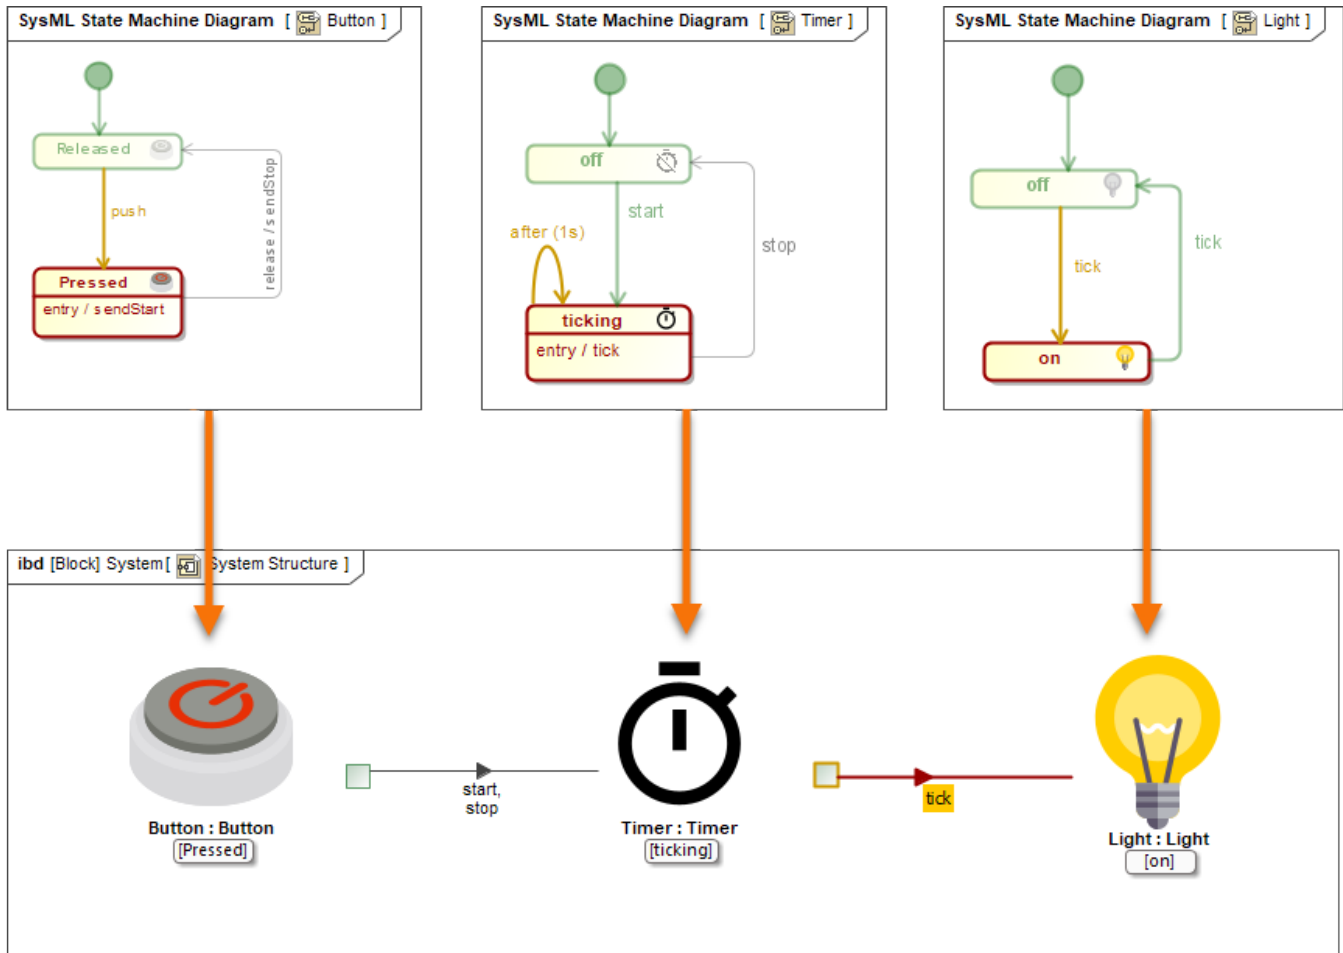 SysML State Machine Diagram [ Button ]
Released
push
release / sendStop
Pressed
entry / sendStart
SysML State Machine Diagram [ Timer ]
off
start
after (1s)
stop
ticking
entry / tick
SysML State Machine Diagram [ Light ]
off
tick
tick
on
ibd [Block] System[ System Structure ]
start,
stop
tick
Button : Button
[Pressed]
Timer : Timer
[ticking]
Light : Light
[on]